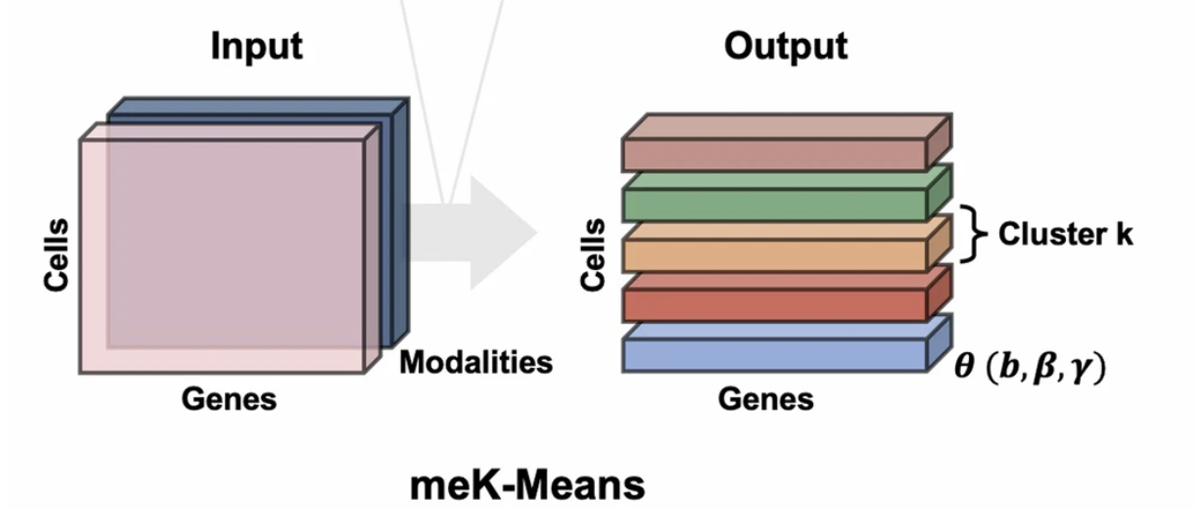 Input
Output
Cells
Modalities
Genes
Cells
Cluster k
θ (b, β, γ)
Genes
meK-Means